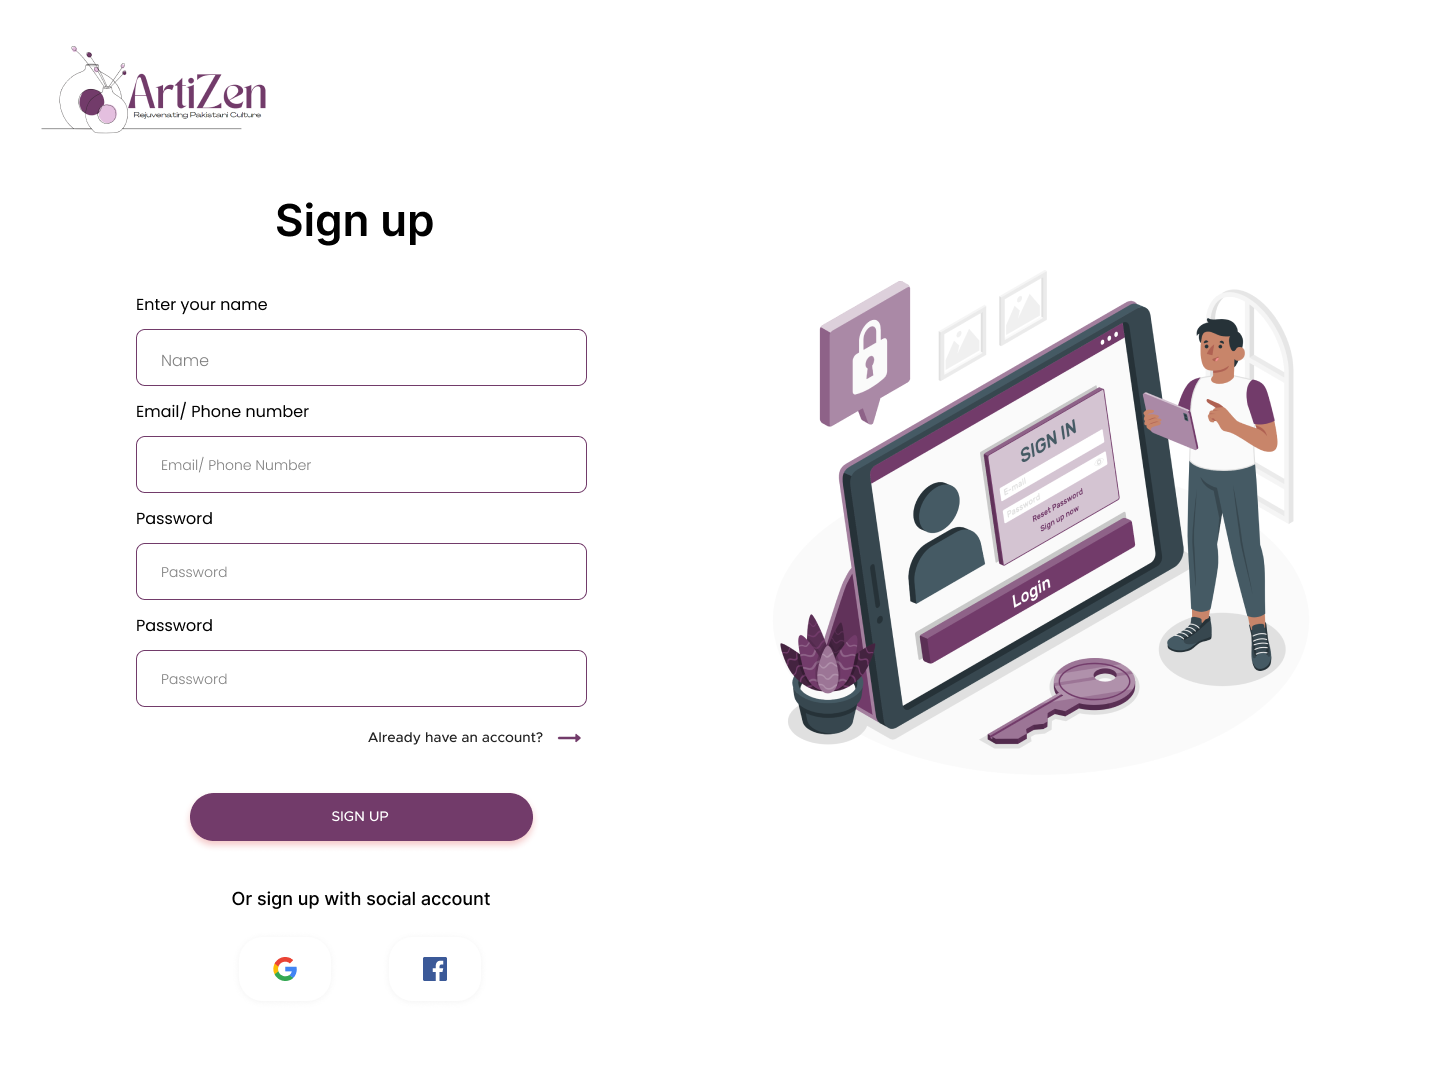 ArtiZen
Rejuvenating Pakistani Culture
Sign up
Enter your name
Name
Email/ Phone number
Email/ Phone Number
Password
Password
Password
Password
Already have an account?
SIGN UP
Or sign up with social account
SIGN IN
E-mail
Password
Reset Password
Sign up now
Login